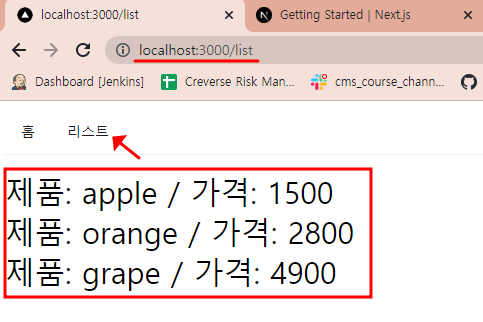 localhost:3000/list
Getting Started | Next.js
localhost:3000/list
Dashboard [Jenkins]
Creverse Risk Man...
cms_course_chann...
홈
리스트
제품: apple / 가격: 1500
제품: orange / 가격: 2800
제품: grape / 가격: 4900